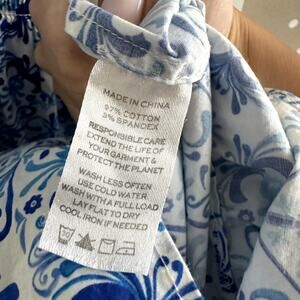 MADE IN CHINA
97% COTTON
3% SPANDEX
RESPONSIBLE CARE
EXTEND THE LIFE OF
YOUR GARMENT &
PROTECT THE PLANET
WASH LESS OFTEN
USE COLD WATER
WASH WITH A FULL LOAD
LAY FLAT TO DRY
COOL IRON IF NEEDED
30